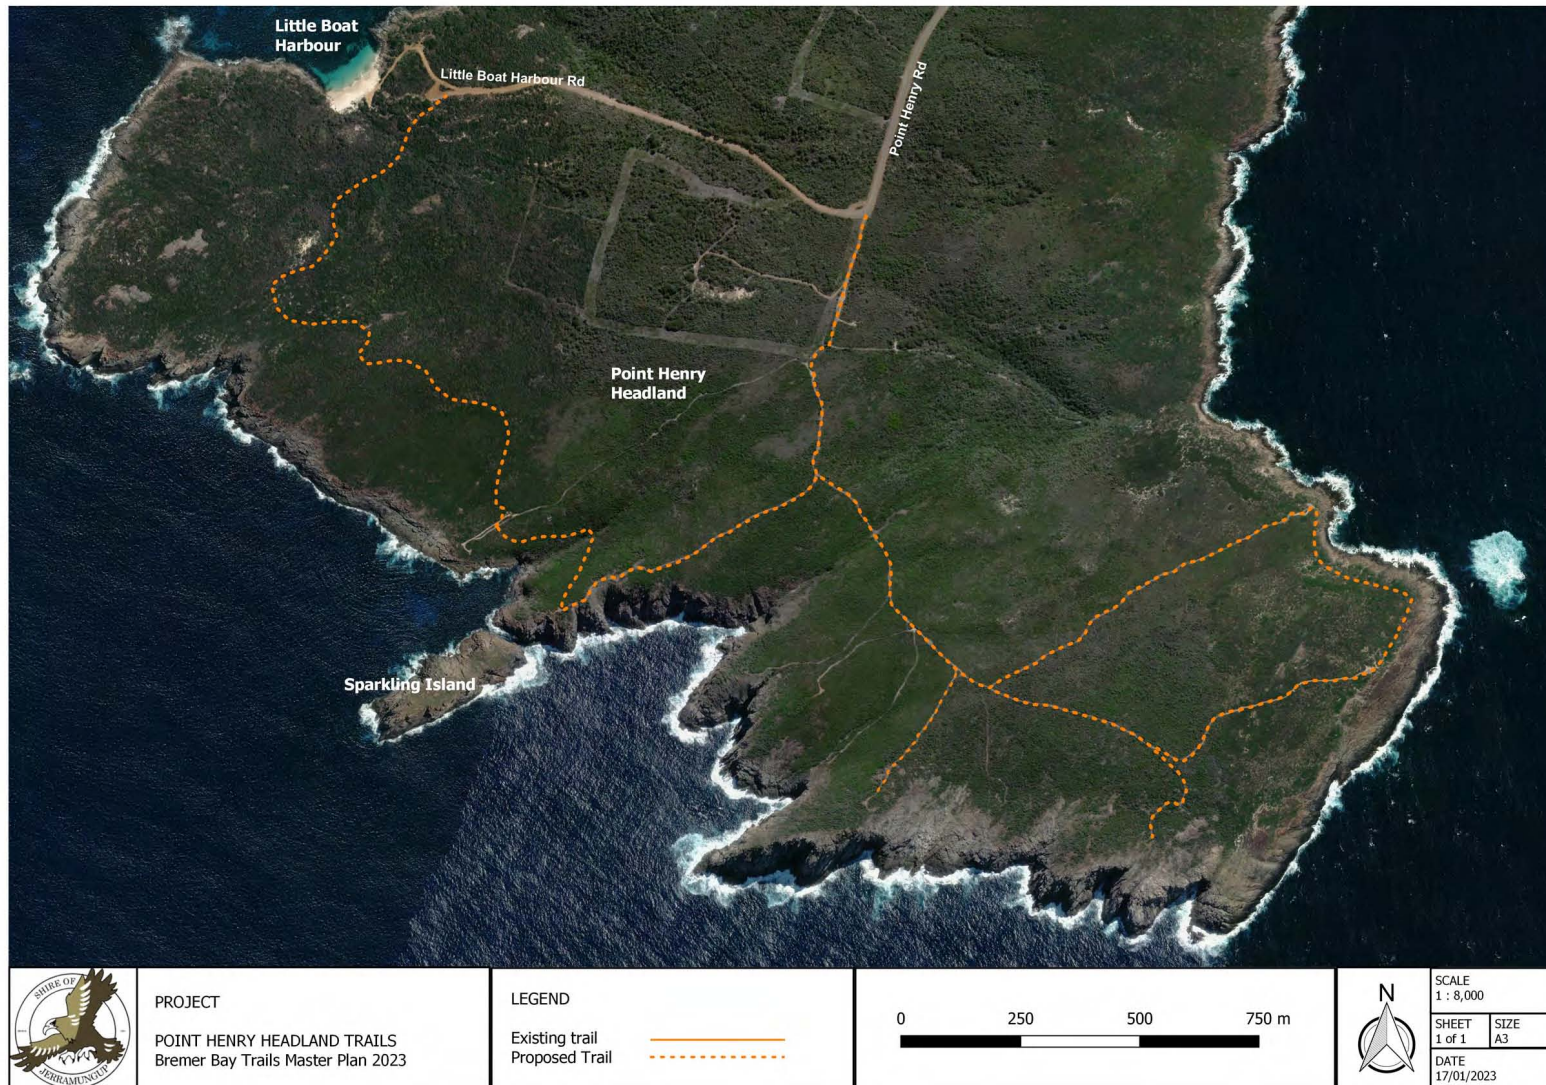 Little Boat
Harbour
Little Boat Harbour Rd
Point Henry Rd
Point Henry
Headland
Sparkling Island
SHIRE OF
JERRAMUNGUP
PROJECT
POINT HENRY HEADLAND TRAILS
Bremer Bay Trails Master Plan 2023
LEGEND
Existing trail
Proposed Trail
0 250 500 750 m
N
SCALE
1 : 8,000
SHEET
1 of 1
SIZE
A3
DATE
17/01/2023